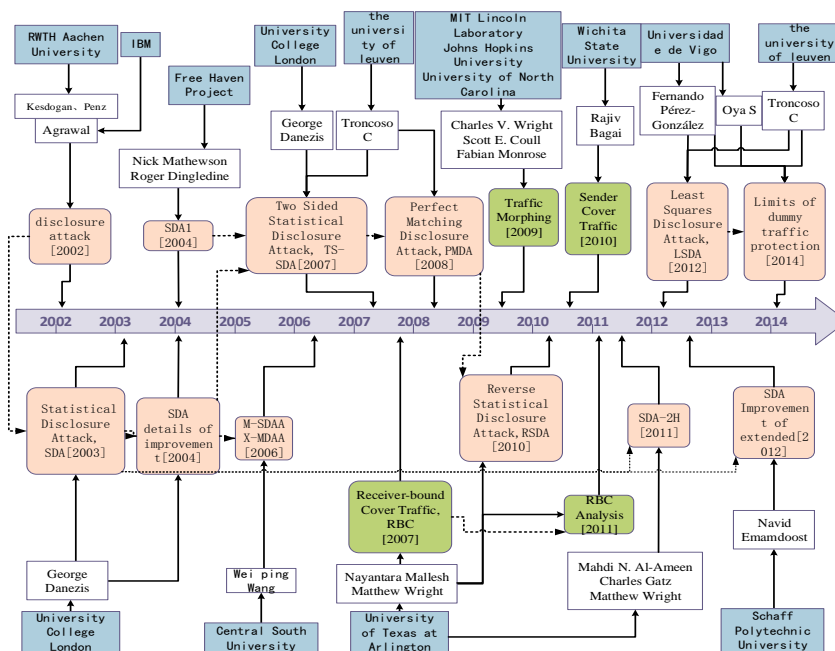 RWTH Aachen
University
IBM
University
College
London
the
universi
ty of
leuven
MIT Lincoln
Laboratory
Johns Hopkins
University
University of North
Carolina
Wichita
State
University
Universidad
e de Vigo
the
university
of leuven
Free Haven
Project
Kesdogan、Penz
Agrawal
Nick Mathewson
Roger Dingledine
George
Danezis
Troncoso
C
Charles V. Wright
Scott E. Coull
Fabian Monrose
Rajiv
Bagai
Fernando
Pérez-
González
Oya S
Troncoso
C
disclosure
attack
[2002]
SDA1
[2004]
Two Sided
Statistical
Disclosure
Attack, TS-
SDA[2007]
Perfect
Matching
Disclosure
Attack,PMDA
[2008]
Traffic
Morphing
[2009]
Sender
Cover
Traffic
[2010]
Least
Squares
Disclosure
Attack,
LSDA
[2012]
Limits of
dummy
traffic
protection
[2014]
2002 2003 2004 2005 2006 2007 2008 2009 2010 2011 2012 2013 2014
Statistical
Disclosure
Attack,
SDA[2003]
SDA
details of
improvemen
t[2004]
M-SDAA
X-MDAA
[2006]
Receiver-bound
Cover Traffic,
RBC
[2007]
Reverse
Statistical
Disclosure
Attack,RSDA
[2010]
RBC
Analysis
[2011]
SDA-2H
[2011]
SDA
Improvemen
t of
extended[2
012]
George
Danezis
Wei ping
Wang
Nayantara Mallesh
Matthew Wright
Mahdi N. Al-Ameen
Charles Gatz
Matthew Wright
Navid
Emamdoost
University
College
London
Central South
University
University
of Texas at
Arlington
Schaff
Polytechnic
University